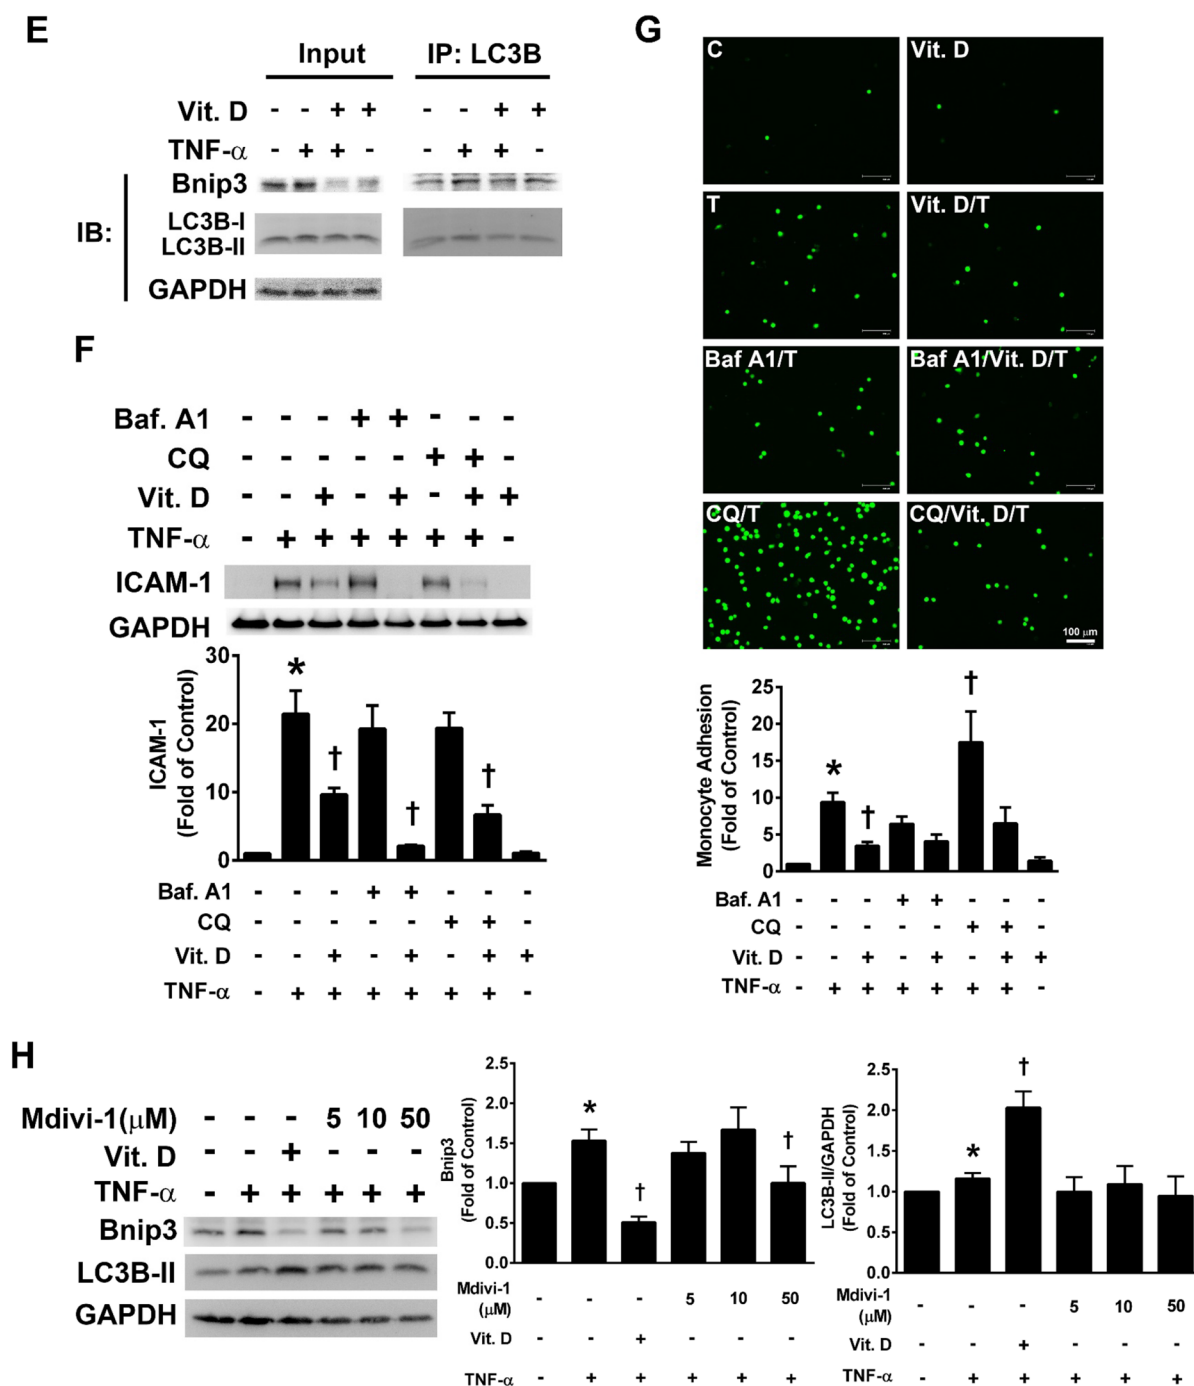 E
Input IP: LC3B
Vit. D - - + + - - + +
TNF-α - + + - - + + -
IB:
Bnip3
LC3B-I
LC3B-II
GAPDH
F
Baf. A1 - - - + + - - -
CQ - - - - - + + -
Vit. D - - + - + - + +
TNF-α - + + + + + + -
ICAM-1
GAPDH
ICAM-1
(Fold of Control)
30
20
10
0
*
†
†
†
Baf. A1 - - - + + - - -
CQ - - - - - + + -
Vit. D - - + - + - + +
TNF-α - + + + + + + -
G
C Vit. D
T Vit. D/T
Baf A1/T Baf A1/Vit. D/T
CQ/T CQ/Vit. D/T
100 μm
Monocyte Adhesion
(Fold of Control)
25
20
15
10
5
0
*
†
†
Baf. A1 - - - + + - - -
CQ - - - - - + + -
Vit. D - - + - + - + +
TNF-α - + + + + + + -
H
Mdivi-1(μM) - - - 5 10 50
Vit. D - - + - - -
TNF-α - + + + + +
Bnip3
LC3B-II
GAPDH
Bnip3
(Fold of Control)
2.5
2.0
1.5
1.0
0.5
0.0
*
†
†
Mdivi-1
(μM) - - - 5 10 50
Vit. D - - + - - -
TNF-α - + + + + +
LC3B-II/GAPDH
(Fold of Control)
2.5
2.0
1.5
1.0
0.5
0.0
*
†
Mdivi-1
(μM) - - - 5 10 50
Vit. D - - + - - -
TNF-α - + + + + +